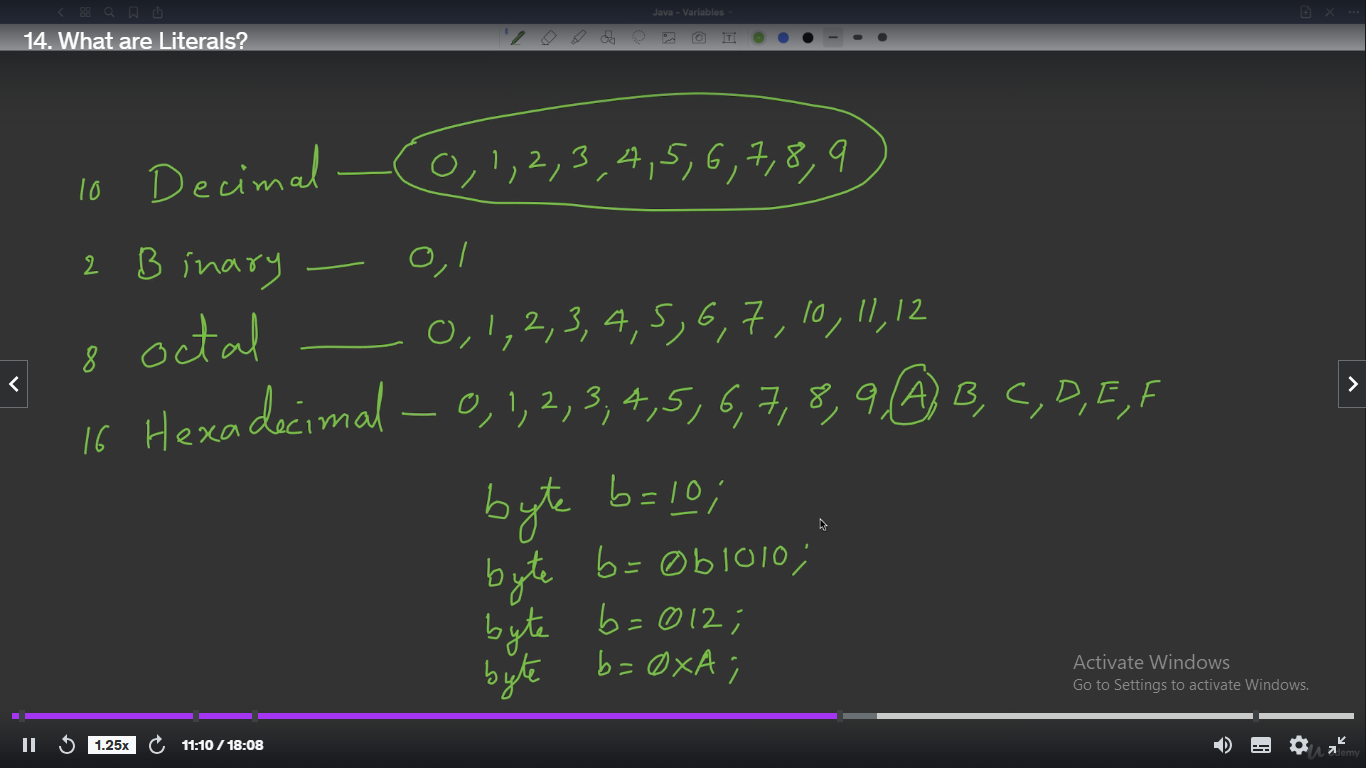 Java - Variables
14. What are Literals?
10 Decimal — 0, 1, 2, 3, 4, 5, 6, 7, 8, 9
2 Binary — 0, 1
8 octal — 0, 1, 2, 3, 4, 5, 6, 7, 10, 11, 12
16 Hexadecimal — 0, 1, 2, 3, 4, 5, 6, 7, 8, 9, A, B, C, D, E, F
byte b = 10;
byte b = 0b1010;
byte b = 012;
byte b = 0xA;
Activate Windows
Go to Settings to activate Windows.
1.25x 11:10 / 18:08